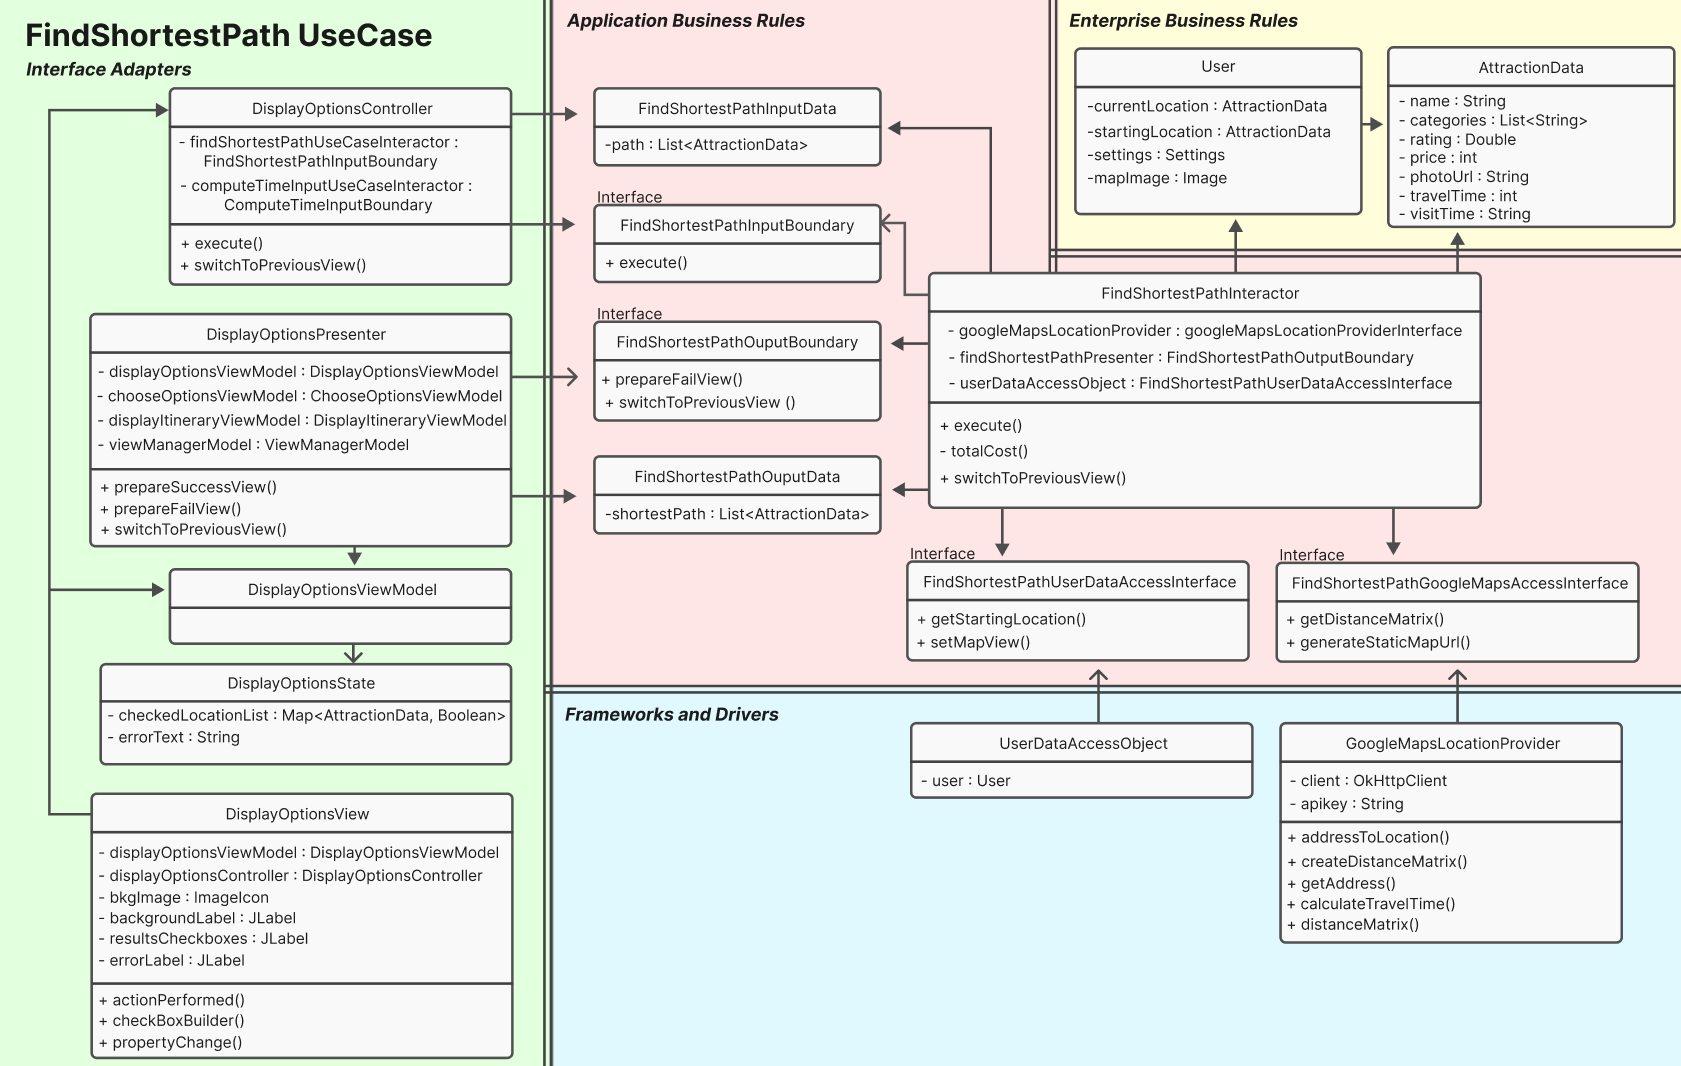 FindShortestPath UseCase
Interface Adapters
DisplayOptionsController
- findShortestPathUseCaseInteractor :
FindShortestPathInputBoundary
- computeTimeInputUseCaseInteractor :
ComputeTimeInputBoundary
+ execute()
+ switchToPreviousView()
DisplayOptionsPresenter
- displayOptionsViewModel : DisplayOptionsViewModel
- chooseOptionsViewModel : ChooseOptionsViewModel
- displayItineraryViewModel : DisplayItineraryViewModel
- viewManagerModel : ViewManagerModel
+ prepareSuccessView()
+ prepareFailView()
+ switchToPreviousView()
DisplayOptionsViewModel
DisplayOptionsState
- checkedLocationList : Map<AttractionData, Boolean>
- errorText : String
DisplayOptionsView
- displayOptionsViewModel : DisplayOptionsViewModel
- displayOptionsController : DisplayOptionsController
- bkgImage : ImageIcon
- backgroundLabel : JLabel
- resultsCheckboxes : JLabel
- errorLabel : JLabel
+ actionPerformed()
+ checkBoxBuilder()
+ propertyChange()
Application Business Rules
FindShortestPathInputData
-path : List<AttractionData>
Interface
FindShortestPathInputBoundary
+ execute()
Interface
FindShortestPathOuputBoundary
+ prepareFailView()
+ switchToPreviousView ()
FindShortestPathOuputData
-shortestPath : List<AttractionData>
FindShortestPathInteractor
- googleMapsLocationProvider : googleMapsLocationProviderInterface
- findShortestPathPresenter : FindShortestPathOutputBoundary
- userDataAccessObject : FindShortestPathUserDataAccessInterface
+ execute()
- totalCost()
+ switchToPreviousView()
Interface
FindShortestPathUserDataAccessInterface
+ getStartingLocation()
+ setMapView()
Interface
FindShortestPathGoogleMapsAccessInterface
+ getDistanceMatrix()
+ generateStaticMapUrl()
Enterprise Business Rules
User
-currentLocation : AttractionData
-startingLocation : AttractionData
-settings : Settings
-mapImage : Image
AttractionData
- name : String
- categories : List<String>
- rating : Double
- price : int
- photoUrl : String
- travelTime : int
- visitTime : String
Frameworks and Drivers
UserDataAccessObject
- user : User
GoogleMapsLocationProvider
- client : OkHttpClient
- apikey : String
+ addressToLocation()
+ createDistanceMatrix()
+ getAddress()
+ calculateTravelTime()
+ distanceMatrix()